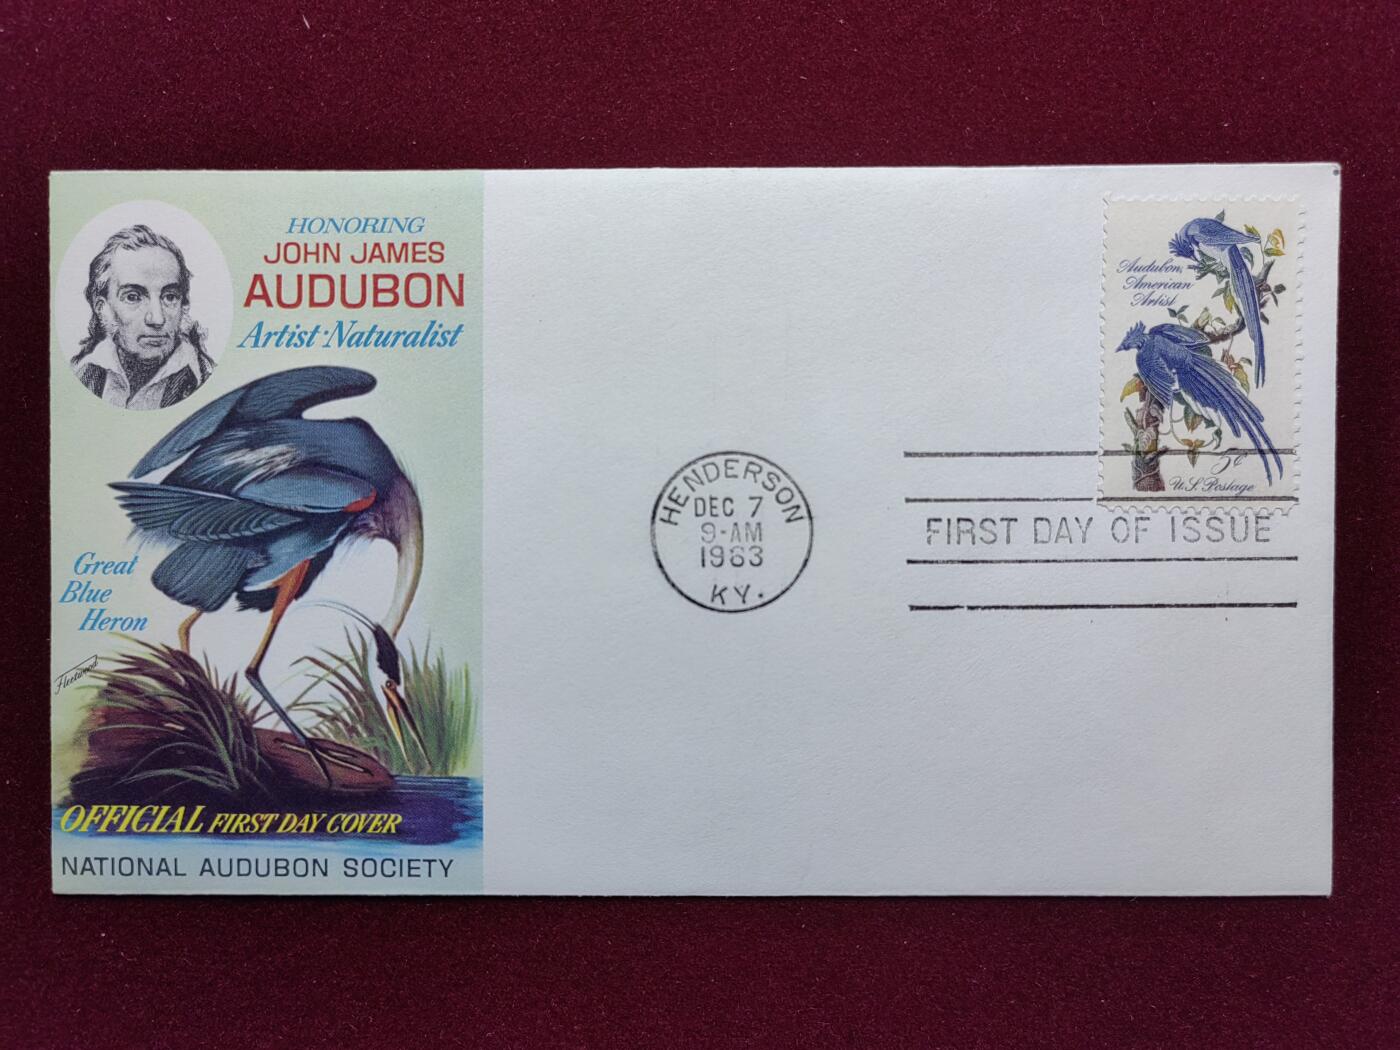 HONORING
JOHN JAMES
AUDUBON
Artist·Naturalist
Great
Blue
Heron
Fleetwood
OFFICIAL FIRST DAY COVER
NATIONAL AUDUBON SOCIETY
HENDERSON
DEC 7
9-AM
1963
KY.
Audubon,
American
Artist
5¢
U.S. Postage
FIRST DAY OF ISSUE